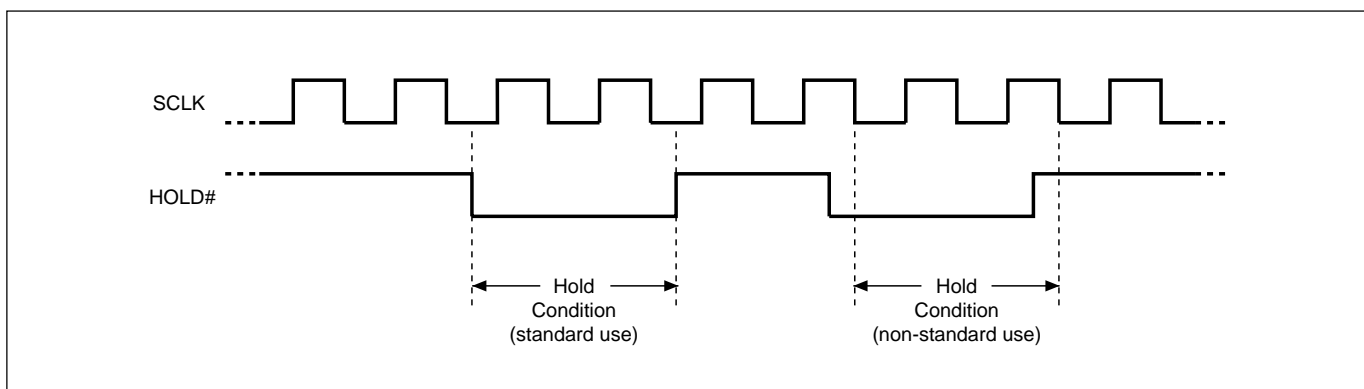 SCLK
HOLD#
Hold
Condition
(standard use)
Hold
Condition
(non-standard use)